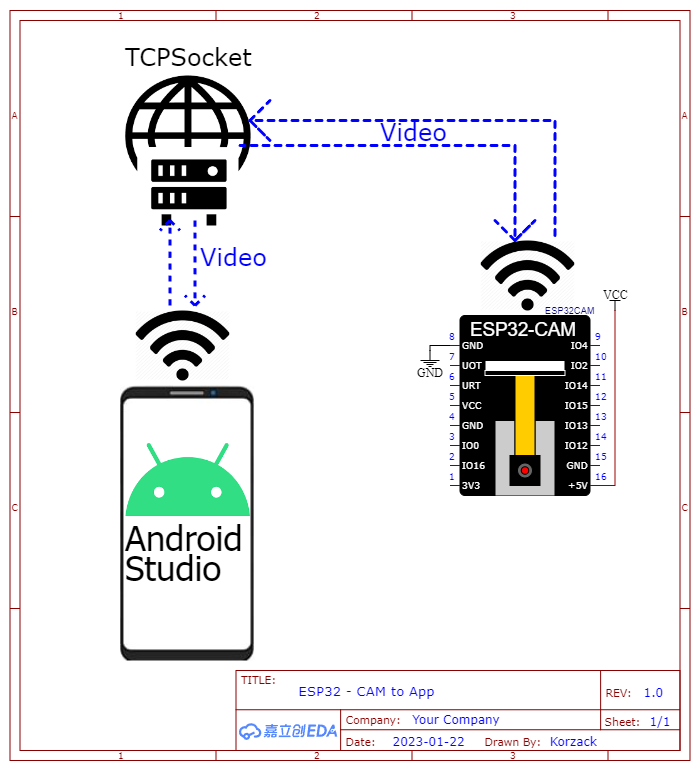 1 2 3
A A
TCPSocket
Video
Video
B B
VCC
ESP32CAM
ESP32-CAM
8 GND IO4 9
7 UOT IO2 10
GND
6 URT IO14 11
5 VCC IO15 12
4 GND IO13 13
3 IO0 IO12 14
2 IO16 GND 15
1 3V3 +5V 16
C C
Android
Studio
TITLE:
ESP32 - CAM to App
REV: 1.0
嘉立创EDA
Company: Your Company
Sheet: 1/1
Date: 2023-01-22 Drawn By: Korzack
1 2 3